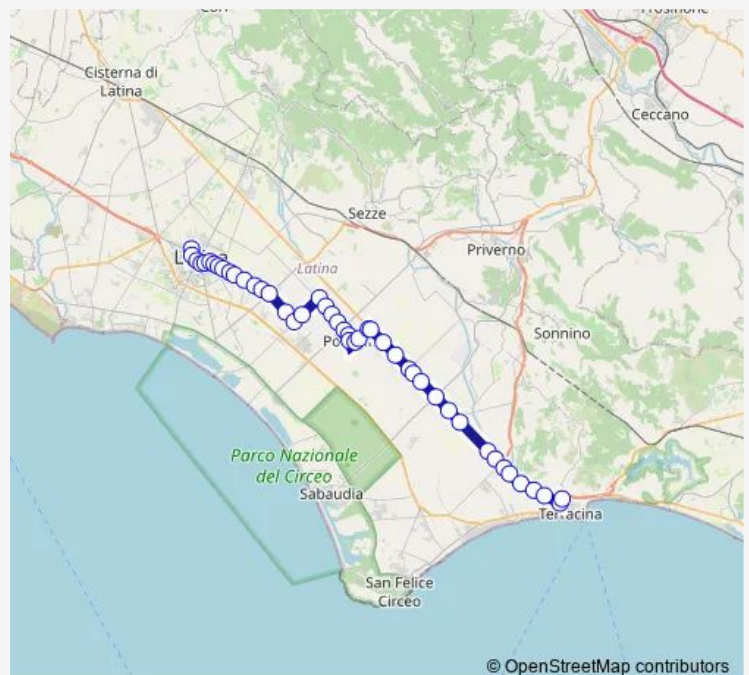 Cisterna di
Latina
Ceccano
Sezze
Priverno
Latina
Sonnino
Parco Nazionale
del Circeo
Sabaudia
Terracina
San Felice
Circeo
© OpenStreetMap contributors